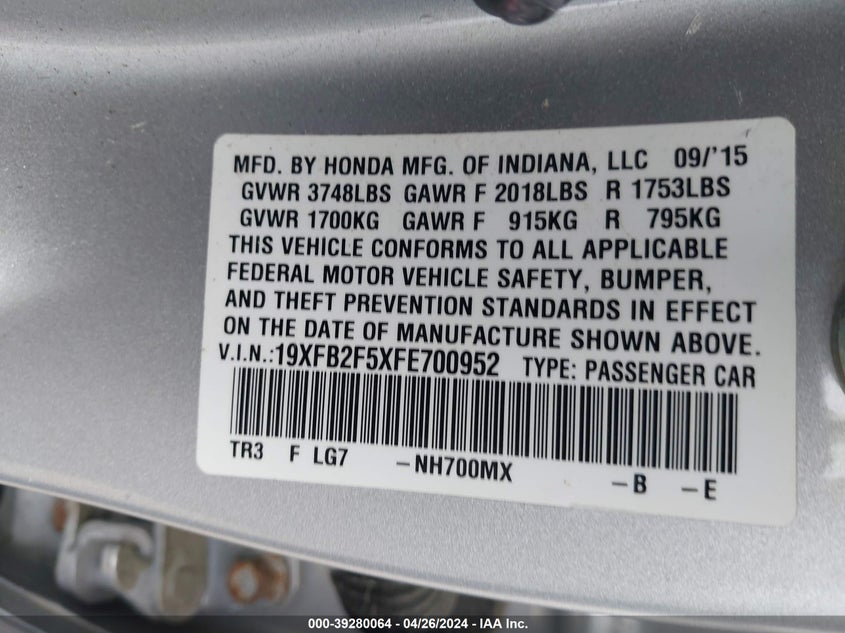 MFD. BY HONDA MFG. OF INDIANA, LLC 09/'15
GVWR 3748LBS GAWR F 2018LBS R 1753LBS
GVWR 1700KG GAWR F 915KG R 795KG
THIS VEHICLE CONFORMS TO ALL APPLICABLE
FEDERAL MOTOR VEHICLE SAFETY, BUMPER,
AND THEFT PREVENTION STANDARDS IN EFFECT
ON THE DATE OF MANUFACTURE SHOWN ABOVE.
V.I.N.:19XFB2F5XFE700952 TYPE: PASSENGER CAR
TR3 F LG7 -NH700MX -B -E
000-39280064 - 04/26/2024 - IAA Inc.